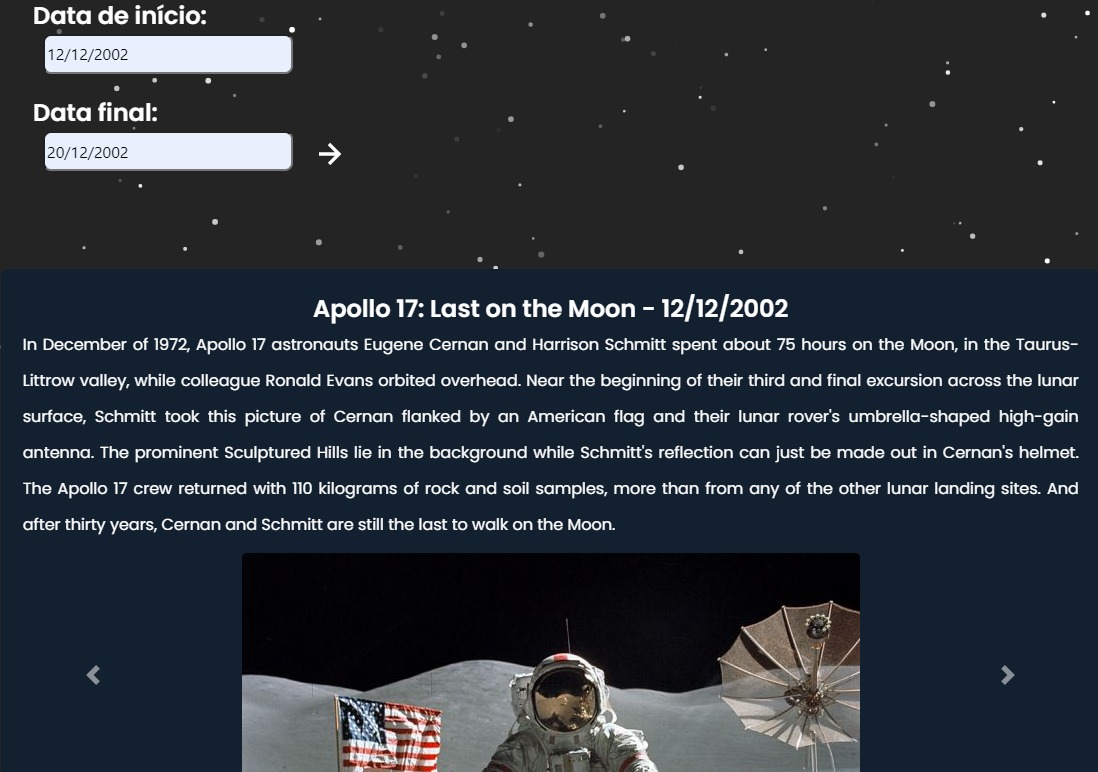 Data de início:
12/12/2002
Data final:
20/12/2002
Apollo 17: Last on the Moon - 12/12/2002
In December of 1972, Apollo 17 astronauts Eugene Cernan and Harrison Schmitt spent about 75 hours on the Moon, in the Taurus-
Littrow valley, while colleague Ronald Evans orbited overhead. Near the beginning of their third and final excursion across the lunar
surface, Schmitt took this picture of Cernan flanked by an American flag and their lunar rover's umbrella-shaped high-gain
antenna. The prominent Sculptured Hills lie in the background while Schmitt's reflection can just be made out in Cernan's helmet.
The Apollo 17 crew returned with 110 kilograms of rock and soil samples, more than from any of the other lunar landing sites. And
after thirty years, Cernan and Schmitt are still the last to walk on the Moon.